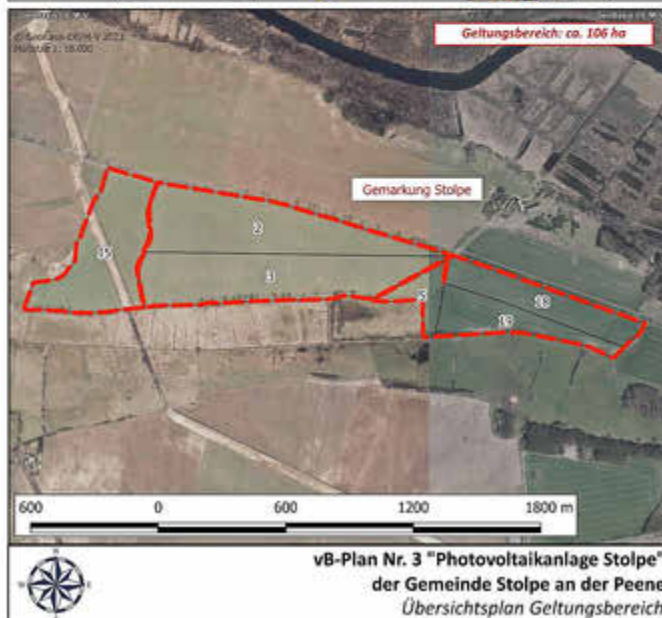 Geltungsbereich: ca. 106 ha
Gemarkung Stolpe
2
15
3
5
18
19
600 0 600 1200 1800 m
vB-Plan Nr. 3 "Photovoltaikanlage Stolpe"
der Gemeinde Stolpe an der Peene
Übersichtsplan Geltungsbereich